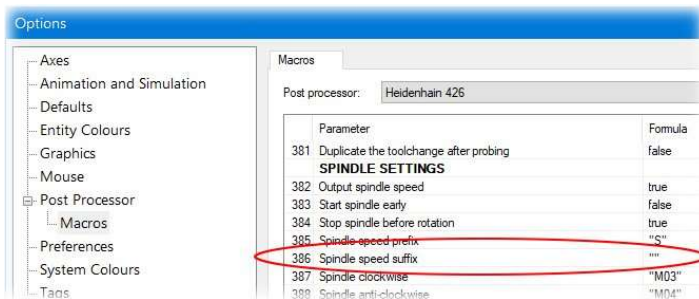 Options
Axes
Animation and Simulation
Defaults
Entity Colours
Graphics
Mouse
Post Processor
Macros
Preferences
System Colours
Tags
Macros
Post processor: Heidenhain 426
Parameter Formula
381 Duplicate the toolchange after probing false
SPINDLE SETTINGS
382 Output spindle speed true
383 Start spindle early false
384 Stop spindle before rotation true
385 Spindle speed prefix "S"
386 Spindle speed suffix ""
387 Spindle clockwise "M03"
388 Spindle anti-clockwise "M04"